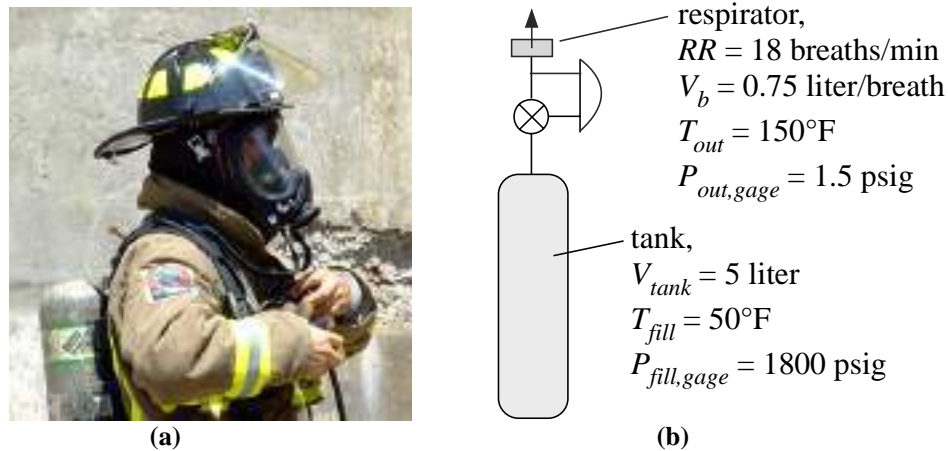 respirator,
RR = 18 breaths/min
V_b = 0.75 liter/breath
T_out = 150°F
P_out,gage = 1.5 psig
tank,
V_tank = 5 liter
T_fill = 50°F
P_fill,gage = 1800 psig
(a)
(b)